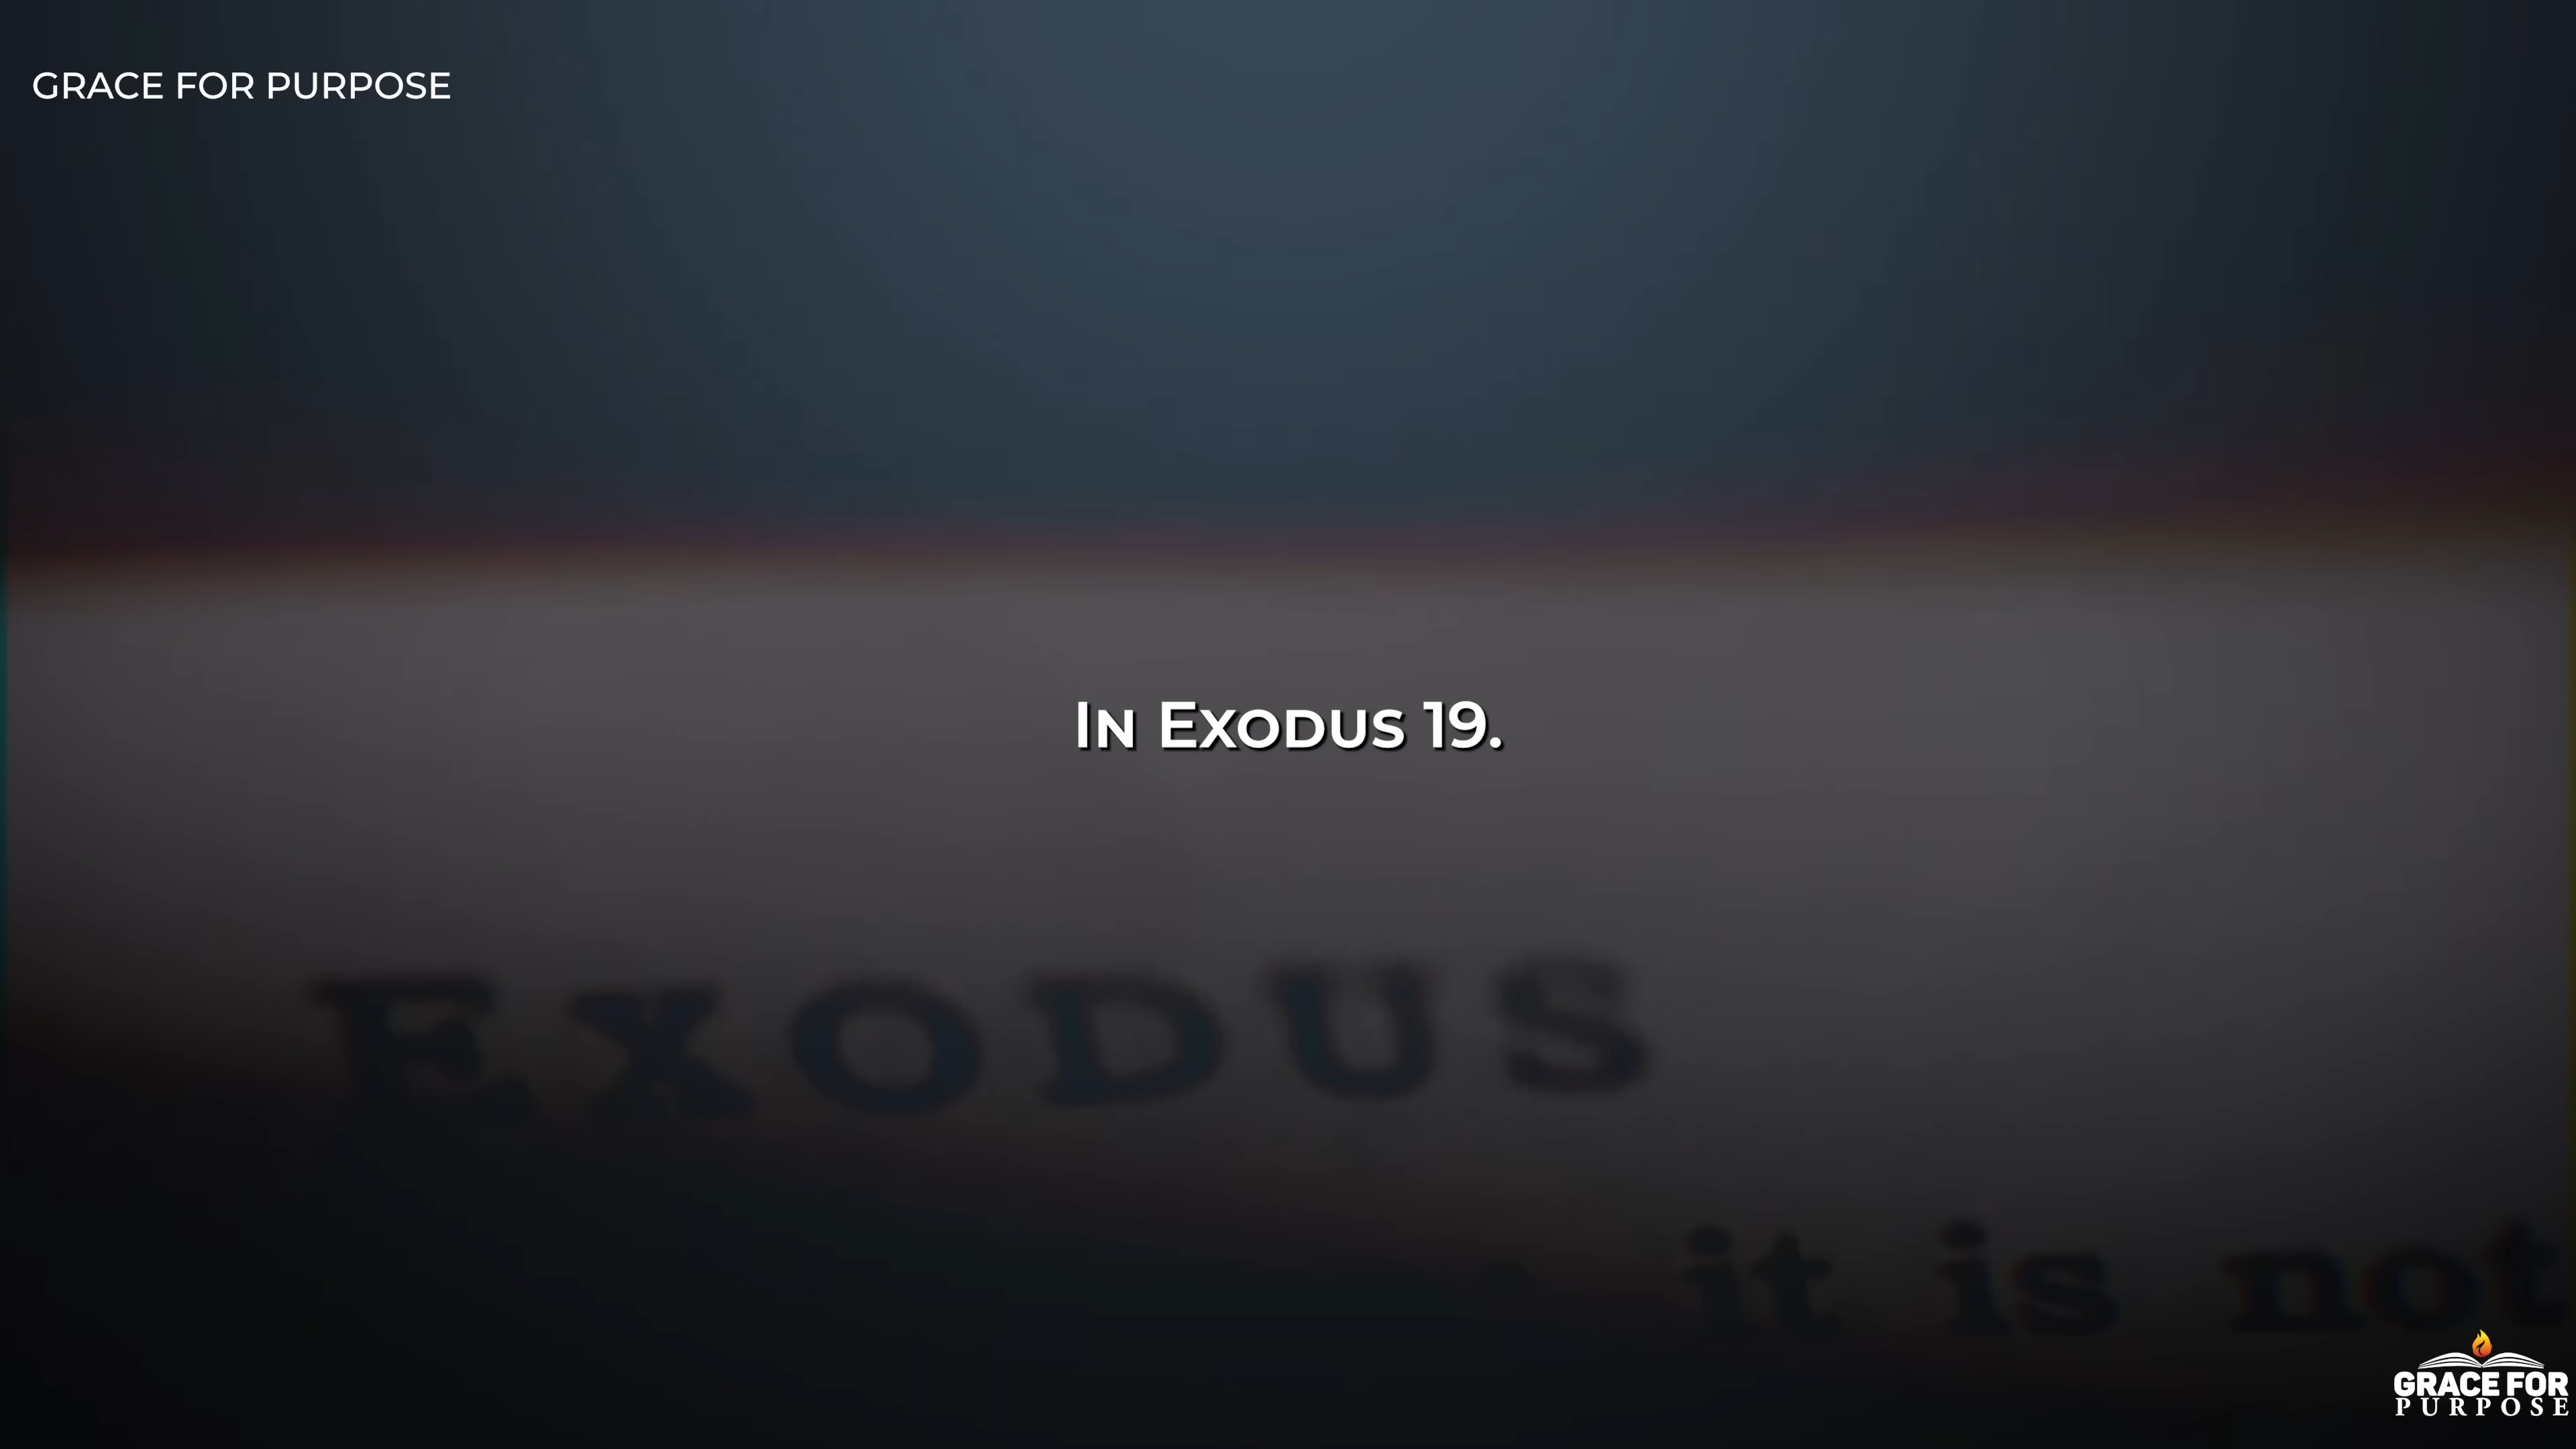 GRACE FOR PURPOSE
IN EXODUS 19.
EXODUS
it is not
GRACE FOR
PURPOSE